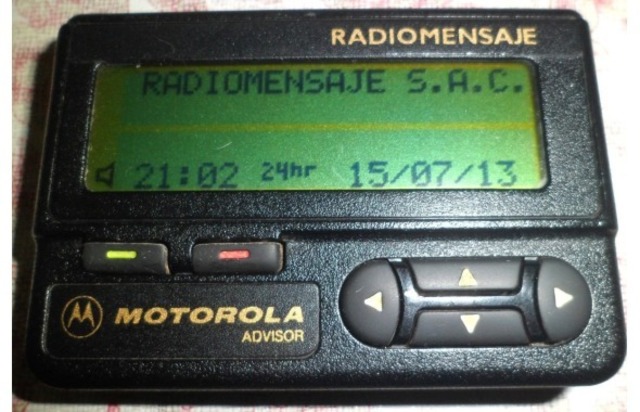 RADIOMENSAJE
RADIOMENSAJE S.A.C.
21:02 24hr 15/07/13
MOTOROLA
ADVISOR